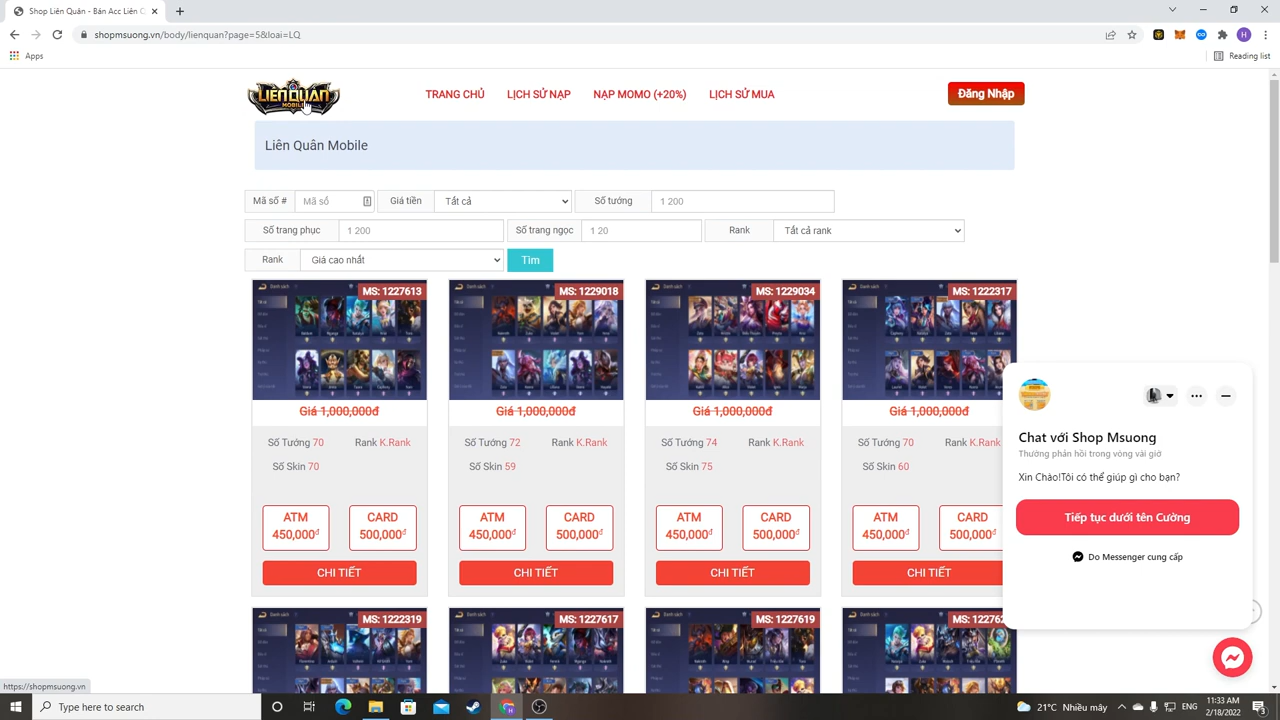 Shop Liên Quân - Bán Acc Liên C
shopmsuong.vn/body/lienquan?page=5&loai=LQ
H
Apps
Reading list
LIÊN QUÂN
MOBILE
TRANG CHỦ
LỊCH SỬ NẠP
NẠP MOMO (+20%)
LỊCH SỬ MUA
Đăng Nhập
Liên Quân Mobile
Mã số #
Mã số
Giá tiền
Tất cả
Số tướng
1 200
Số trang phục
1 200
Số trang ngọc
1 20
Rank
Tất cả rank
Rank
Giá cao nhất
Tìm
MS: 1227613
MS: 1229018
MS: 1229034
MS: 1222317
Giá 1,000,000đ
Giá 1,000,000đ
Giá 1,000,000đ
Giá 1,000,000đ
Số Tướng 70
Rank K.Rank
Số Tướng 72
Rank K.Rank
Số Tướng 74
Rank K.Rank
Số Tướng 70
Rank K.Rank
Số Skin 70
Số Skin 59
Số Skin 75
Số Skin 60
ATM
450,000đ
CARD
500,000đ
ATM
450,000đ
CARD
500,000đ
ATM
450,000đ
CARD
500,000đ
ATM
450,000đ
CARD
500,000đ
CHI TIẾT
CHI TIẾT
CHI TIẾT
CHI TIẾT
MS: 1222319
MS: 1227617
MS: 1227619
Chat với Shop Msuong
Thường phản hồi trong vòng vài giờ
Xin Chào!Tôi có thể giúp gì cho bạn?
Tiếp tục dưới tên Cường
Do Messenger cung cấp
https://shopmsuong.vn
Type here to search
21°C Nhiều mây
11:33 AM
2/18/2022
3